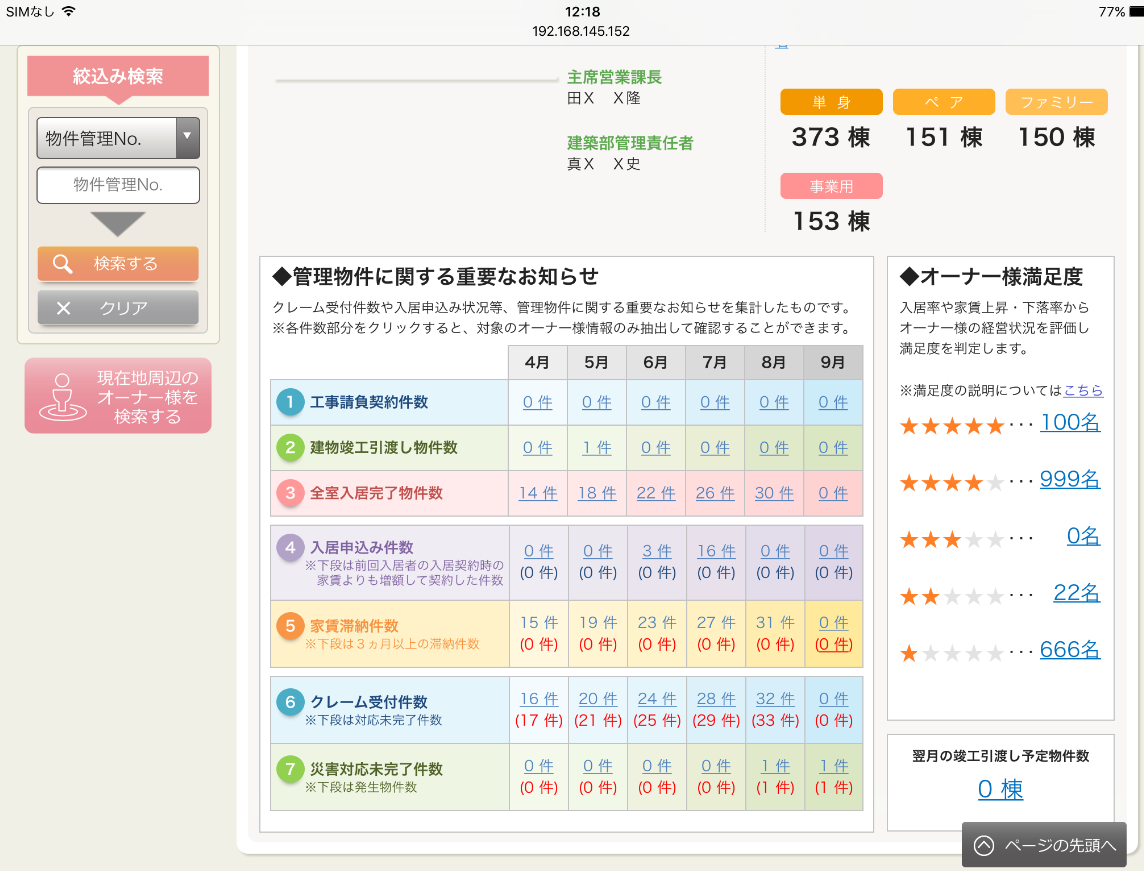 SIMなし 12:18 77%
192.168.145.152
絞込み検索
物件管理No.
物件管理No.
検索する
クリア
現在地周辺の
オーナー様を
検索する
主席営業課長
田X X隆
建築部管理責任者
真X X史
単 身 ペ ア ファミリー
373 棟 151 棟 150 棟
事業用
153 棟
◆管理物件に関する重要なお知らせ
クレーム受付件数や入居申込み状況等、管理物件に関する重要なお知らせを集計したものです。
※各件数部分をクリックすると、対象のオーナー様情報のみ抽出して確認することができます。
4月 5月 6月 7月 8月 9月
1 工事請負契約件数 0 件 0 件 0 件 0 件 0 件 0 件
2 建物竣工引渡し物件数 0 件 1 件 0 件 0 件 0 件 0 件
3 全室入居完了物件数 14 件 18 件 22 件 26 件 30 件 0 件
4 入居申込み件数 0 件 0 件 3 件 16 件 0 件 0 件
※下段は前回入居者の入居契約時の
家賃よりも増額して契約した件数 (0 件) (0 件) (0 件) (0 件) (0 件) (0 件)
5 家賃滞納件数 15 件 19 件 23 件 27 件 31 件 0 件
※下段は３ヵ月以上の滞納件数 (0 件) (0 件) (0 件) (0 件) (0 件) (0 件)
6 クレーム受付件数 16 件 20 件 24 件 28 件 32 件 0 件
※下段は対応未完了件数 (17 件) (21 件) (25 件) (29 件) (33 件) (0 件)
7 災害対応未完了件数 0 件 0 件 0 件 0 件 1 件 1 件
※下段は発生物件数 (0 件) (0 件) (0 件) (0 件) (1 件) (1 件)
◆オーナー様満足度
入居率や家賃上昇・下落率から
オーナー様の経営状況を評価し
満足度を判定します。
※満足度の説明についてはこちら
★★★★★･･･ 100名
★★★★★･･･ 999名
★★★★★･･･ 0名
★★★★★･･･ 22名
★★★★★･･･ 666名
翌月の竣工引渡し予定物件数
0 棟
ページの先頭へ